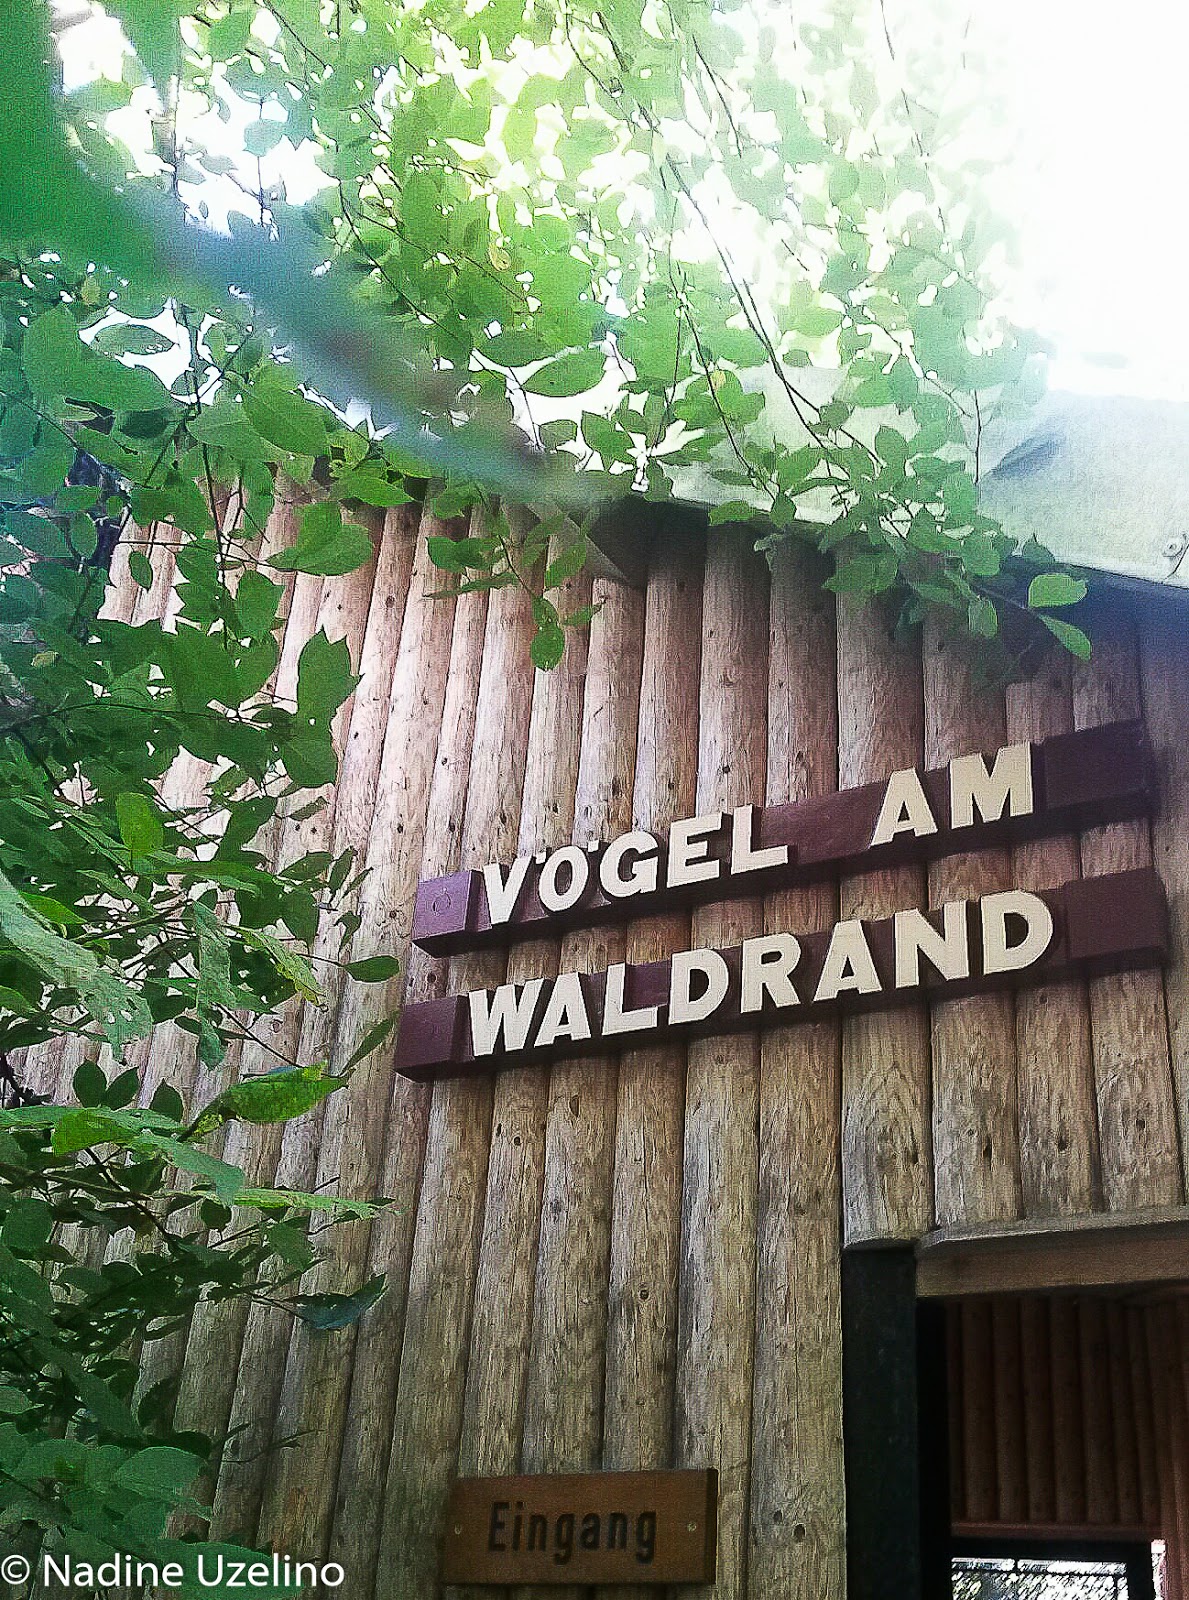 VÖGEL AM
WALDRAND
Eingang
© Nadine Uzelino